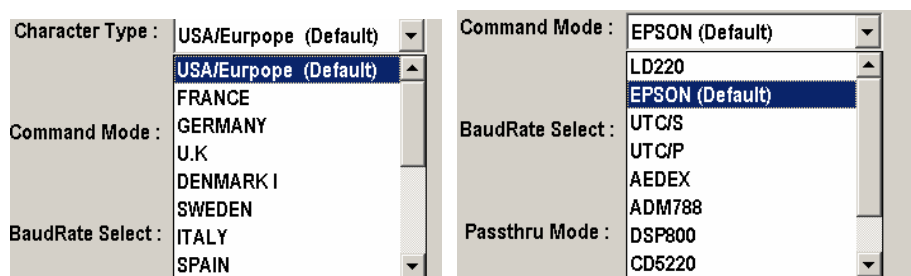 Character Type : USA/Eurpope (Default)
USA/Eurpope (Default)
FRANCE
GERMANY
Command Mode :
U.K
DENMARK I
SWEDEN
BaudRate Select :
ITALY
SPAIN
Command Mode : EPSON (Default)
LD220
EPSON (Default)
BaudRate Select :
UTC/S
UTC/P
AEDEX
ADM788
Passthru Mode :
DSP800
CD5220